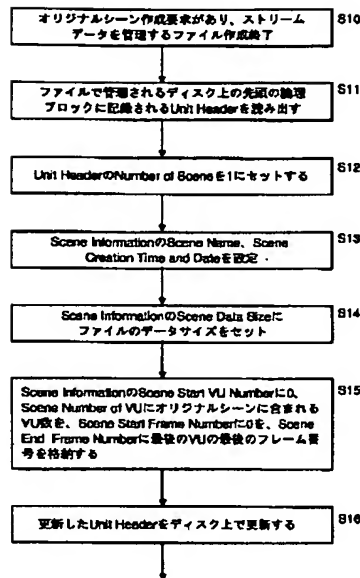 オリジナルシーン作成要求があり、ストリーム
データを管理するファイル作成終了
S10
ファイルで管理されるディスク上の先頭の論理
ブロックに記録されるUnit Headerを読み出す
S11
Unit HeaderのNumber of Sceneを1にセットする
S12
Scene InformationのScene Name、Scene
Creation Time and Dateを設定
S13
Scene InformationのScene Data Sizeに
ファイルのデータサイズをセット
S14
Scene InformationのScene Start VU Numberに0、
Scene Number of VUにオリジナルシーンに含まれる
VU数を、Scene Start Frame Numberに0を、Scene
End Frame Numberに最後のVUの最後のフレーム番
号を格納する
S15
更新したUnit Headerをディスク上で更新する
S16